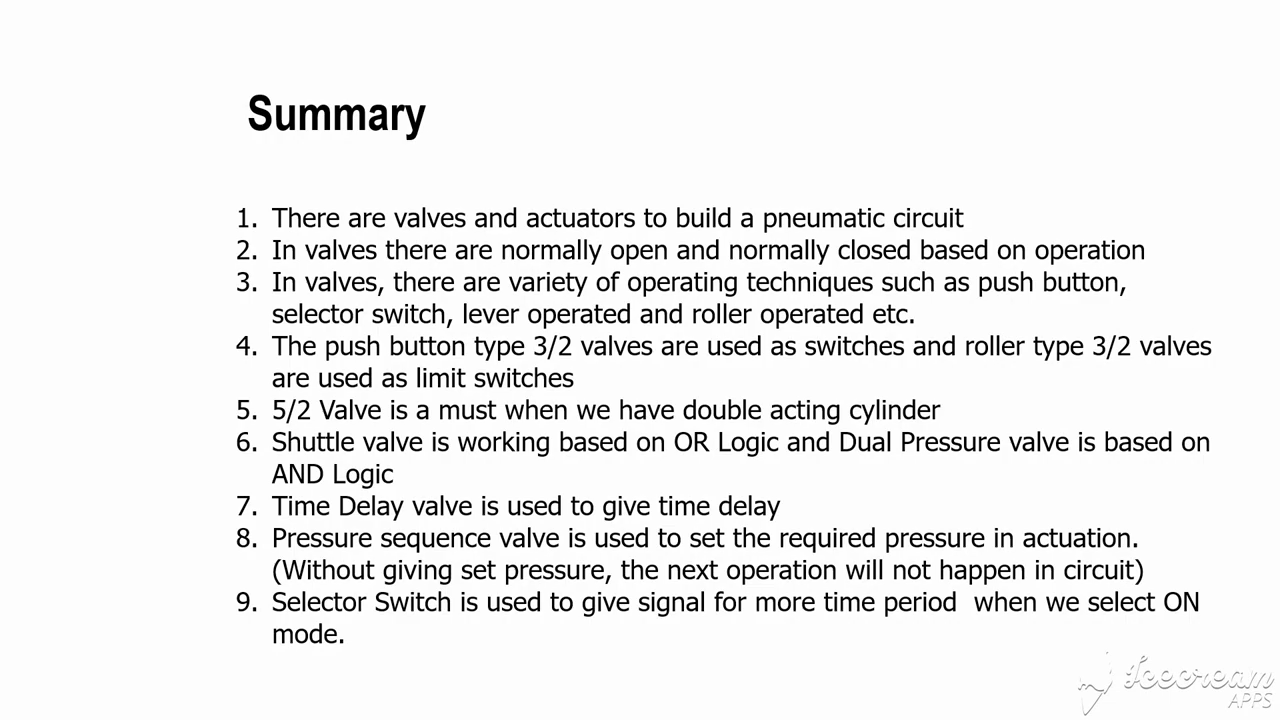 Summary
1. There are valves and actuators to build a pneumatic circuit
2. In valves there are normally open and normally closed based on operation
3. In valves, there are variety of operating techniques such as push button,
selector switch, lever operated and roller operated etc.
4. The push button type 3/2 valves are used as switches and roller type 3/2 valves
are used as limit switches
5. 5/2 Valve is a must when we have double acting cylinder
6. Shuttle valve is working based on OR Logic and Dual Pressure valve is based on
AND Logic
7. Time Delay valve is used to give time delay
8. Pressure sequence valve is used to set the required pressure in actuation.
(Without giving set pressure, the next operation will not happen in circuit)
9. Selector Switch is used to give signal for more time period  when we select ON
mode.
Icecream
APPS